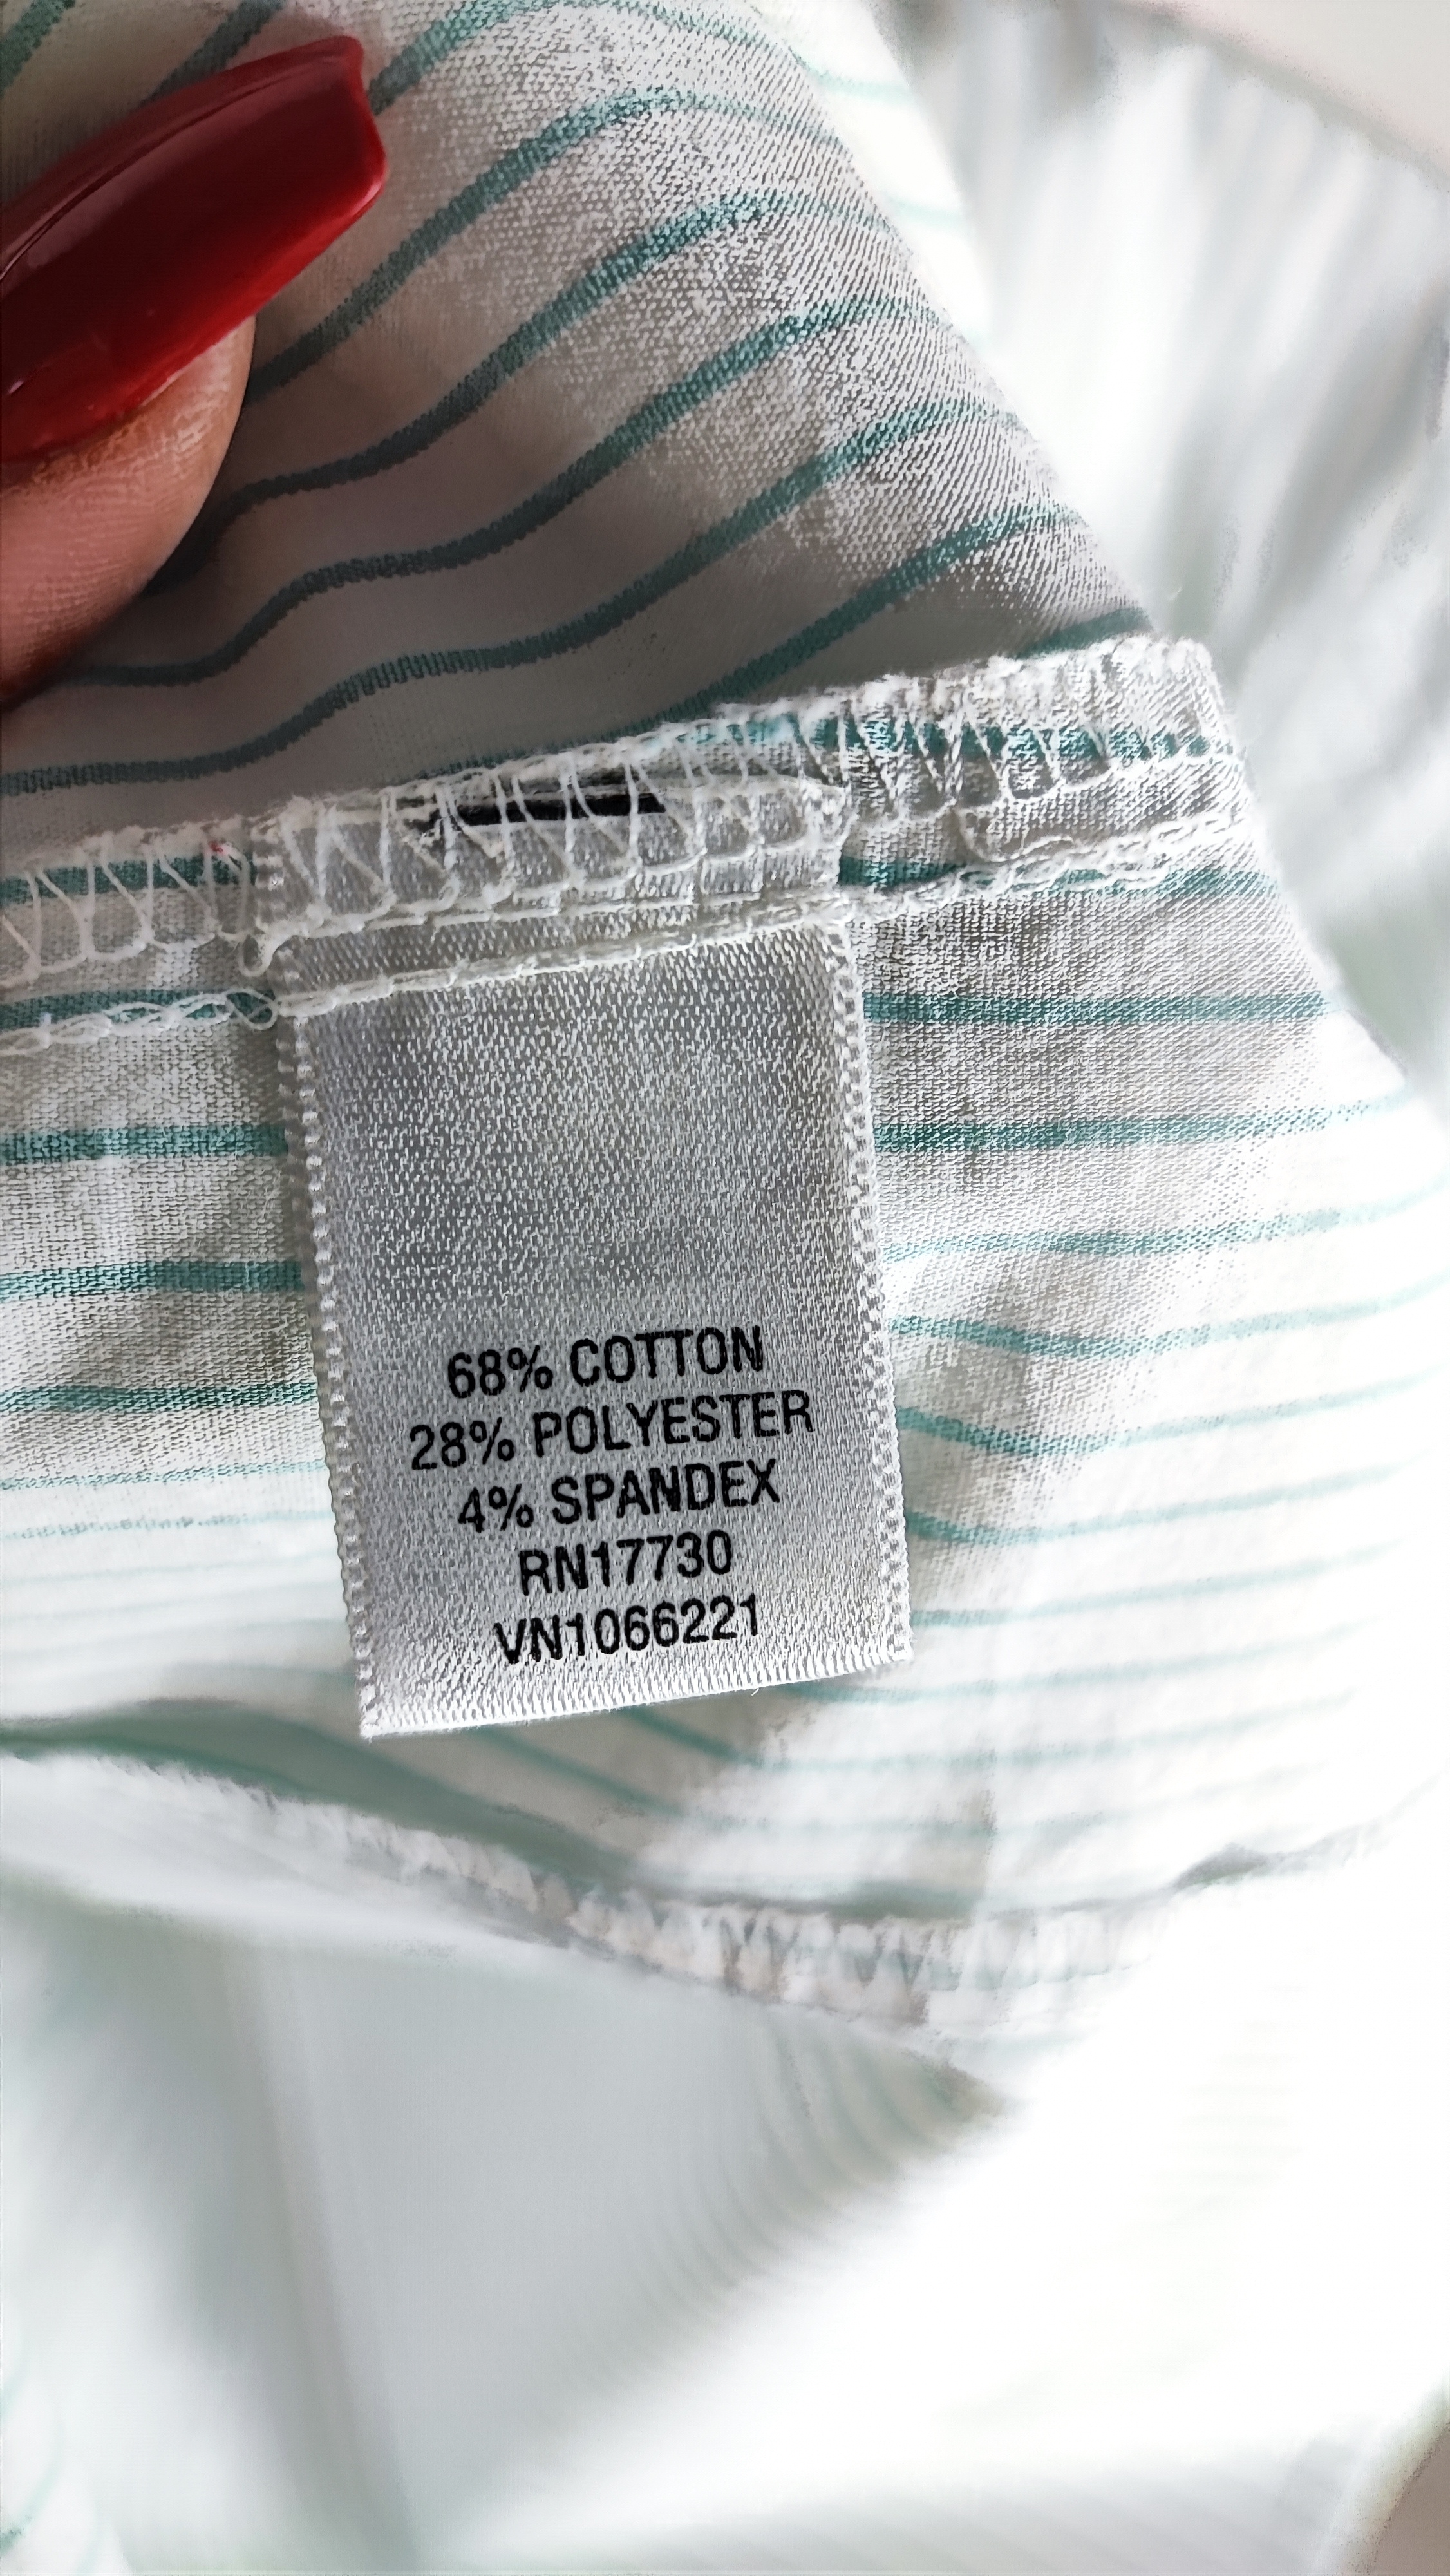 68% COTTON
28% POLYESTER
4% SPANDEX
RN17730
VN1066221